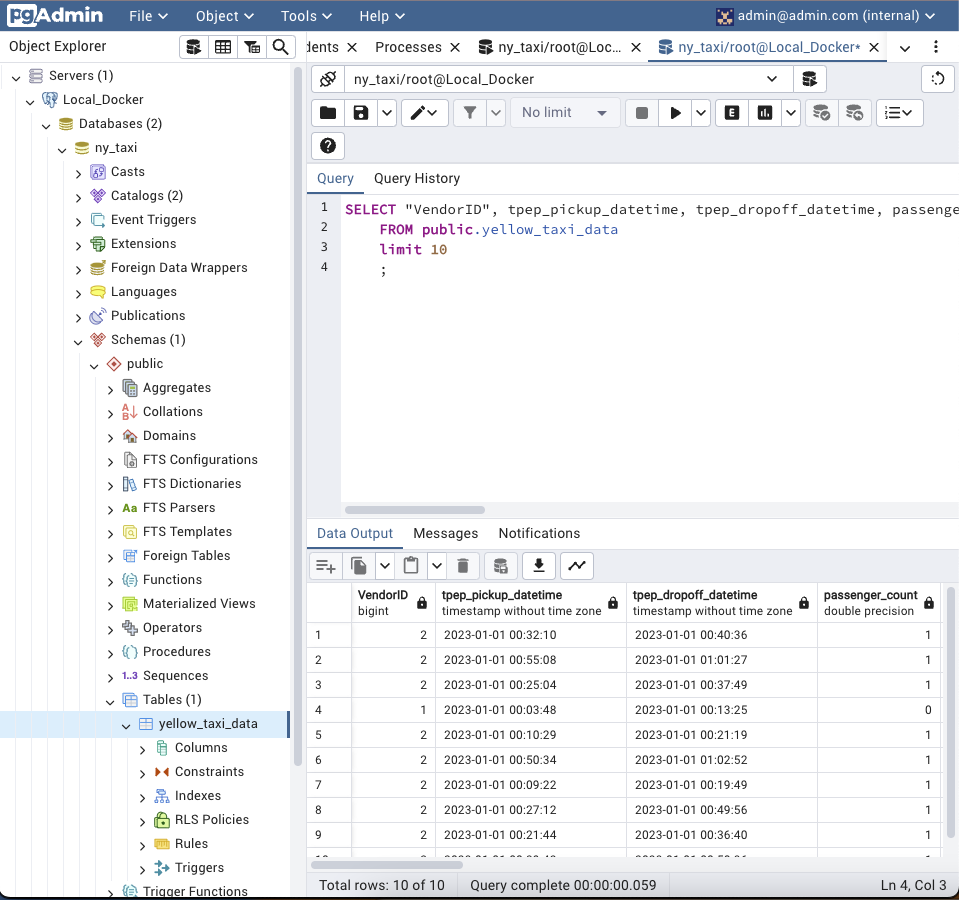 pgAdmin File Object Tools Help admin@admin.com (internal)
Object Explorer
dents Processes ny_taxi/root@Loc... ny_taxi/root@Local_Docker*
Servers (1)
Local_Docker
Databases (2)
ny_taxi
Casts
Catalogs (2)
Event Triggers
Extensions
Foreign Data Wrappers
Languages
Publications
Schemas (1)
public
Aggregates
Collations
Domains
FTS Configurations
FTS Dictionaries
Aa FTS Parsers
FTS Templates
Foreign Tables
Functions
Materialized Views
Operators
Procedures
1..3 Sequences
Tables (1)
yellow_taxi_data
Columns
Constraints
Indexes
RLS Policies
Rules
Triggers
Trigger Functions
ny_taxi/root@Local_Docker
No limit E
Query Query History
1 SELECT "VendorID", tpep_pickup_datetime, tpep_dropoff_datetime, passenge
2 FROM public.yellow_taxi_data
3 limit 10
4 ;
Data Output Messages Notifications
VendorID tpep_pickup_datetime tpep_dropoff_datetime passenger_count
bigint timestamp without time zone timestamp without time zone double precision
1 2 2023-01-01 00:32:10 2023-01-01 00:40:36 1
2 2 2023-01-01 00:55:08 2023-01-01 01:01:27 1
3 2 2023-01-01 00:25:04 2023-01-01 00:37:49 1
4 1 2023-01-01 00:03:48 2023-01-01 00:13:25 0
5 2 2023-01-01 00:10:29 2023-01-01 00:21:19 1
6 2 2023-01-01 00:50:34 2023-01-01 01:02:52 1
7 2 2023-01-01 00:09:22 2023-01-01 00:19:49 1
8 2 2023-01-01 00:27:12 2023-01-01 00:49:56 1
9 2 2023-01-01 00:21:44 2023-01-01 00:36:40 1
Total rows: 10 of 10 Query complete 00:00:00.059 Ln 4, Col 3